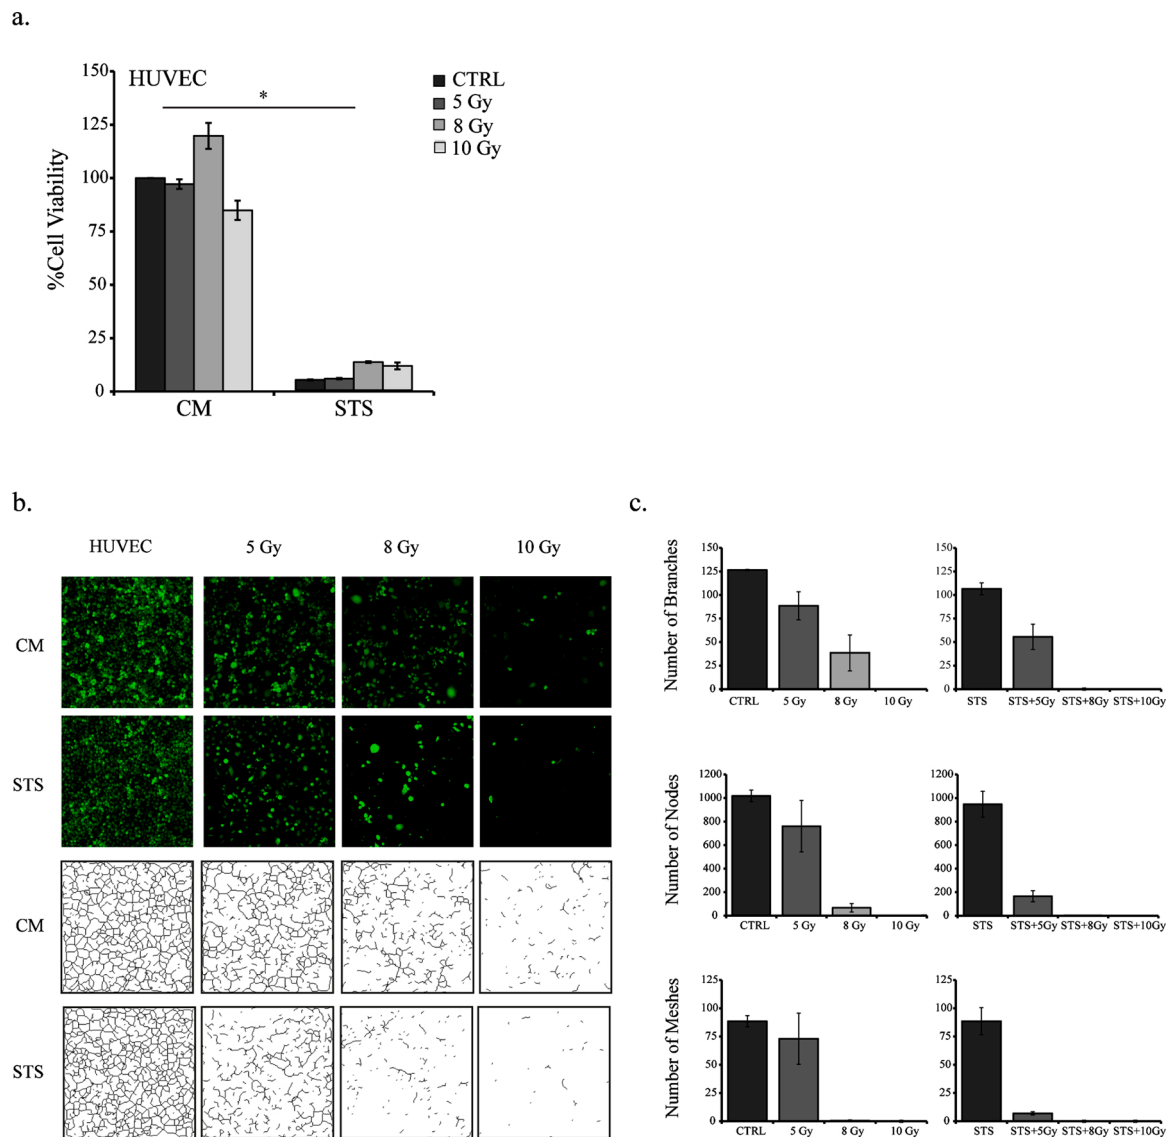 a.
HUVEC
CTRL
5 Gy
8 Gy
10 Gy
*
%Cell Viability
150
125
100
75
50
25
0
CM
STS
b.
HUVEC
5 Gy
8 Gy
10 Gy
CM
STS
CM
STS
c.
Number of Branches
150
125
100
75
50
25
0
CTRL
5 Gy
8 Gy
10 Gy
150
125
100
75
50
25
0
STS
STS+5Gy
STS+8Gy
STS+10Gy
Number of Nodes
1200
1000
800
600
400
200
0
CTRL
5 Gy
8 Gy
10 Gy
1200
1000
800
600
400
200
0
STS
STS+5Gy
STS+8Gy
STS+10Gy
Number of Meshes
125
100
75
50
25
0
CTRL
5 Gy
8 Gy
10 Gy
125
100
75
50
25
0
STS
STS+5Gy
STS+8Gy
STS+10Gy